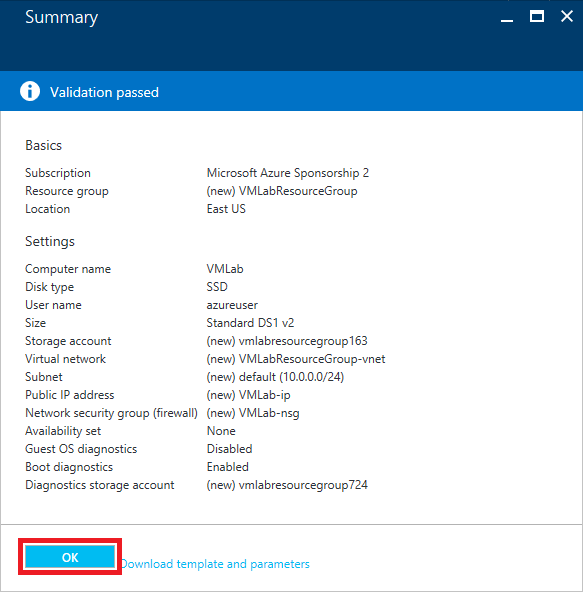 Summary
Validation passed
Basics
Subscription Microsoft Azure Sponsorship 2
Resource group (new) VMLabResourceGroup
Location East US
Settings
Computer name VMLab
Disk type SSD
User name azureuser
Size Standard DS1 v2
Storage account (new) vmlabresourcegroup163
Virtual network (new) VMLabResourceGroup-vnet
Subnet (new) default (10.0.0.0/24)
Public IP address (new) VMLab-ip
Network security group (firewall) (new) VMLab-nsg
Availability set None
Guest OS diagnostics Disabled
Boot diagnostics Enabled
Diagnostics storage account (new) vmlabresourcegroup724
OK Download template and parameters